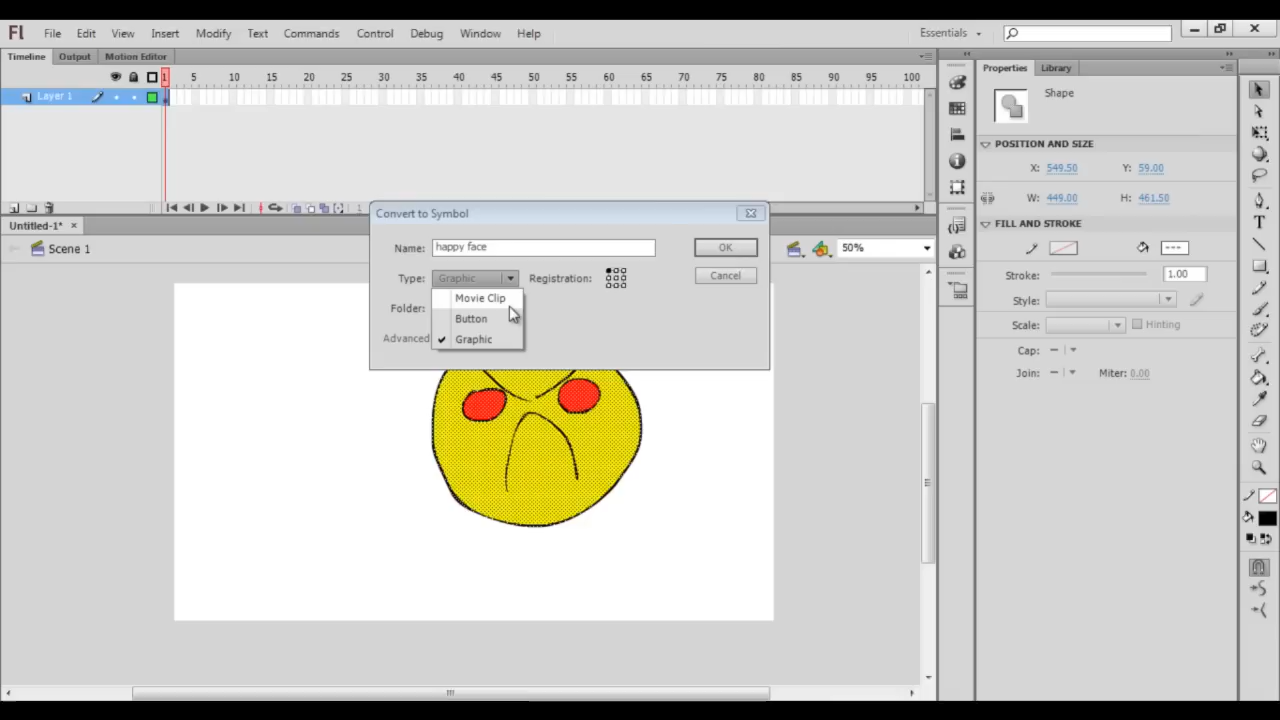 Fl File Edit View Insert Modify Text Commands Control Debug Window Help Essentials
Timeline Output Motion Editor
1 5 10 15 20 25 30 35 40 45 50 55 60 65 70 75 80 85 90 95 100
Layer 1
Untitled-1*
Scene 1
50%
Convert to Symbol
Name: happy face
OK
Type: Graphic
Registration:
Cancel
Movie Clip
Folder:
Button
Advanced
Graphic
Properties Library
Shape
POSITION AND SIZE
X: 549.50 Y: 59.00
W: 449.00 H: 461.50
FILL AND STROKE
Stroke: 1.00
Style:
Scale: Hinting
Cap:
Join: Miter: 0.00
T